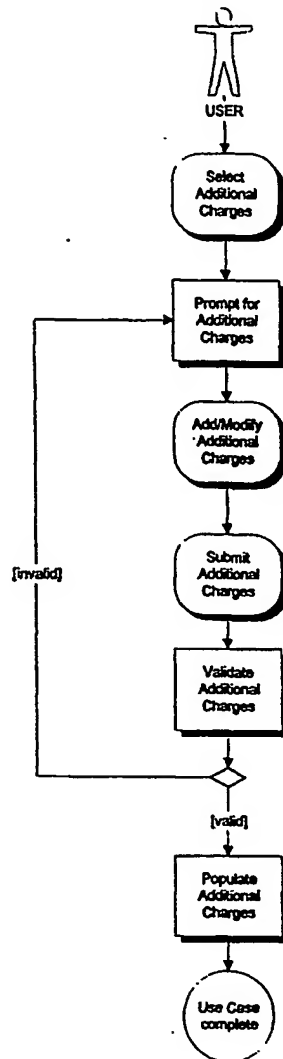 USER
Select
Additional
Charges
Prompt for
Additional
Charges
Add/Modify
Additional
Charges
Submit
Additional
Charges
[invalid]
Validate
Additional
Charges
[valid]
Populate
Additional
Charges
Use Case
complete